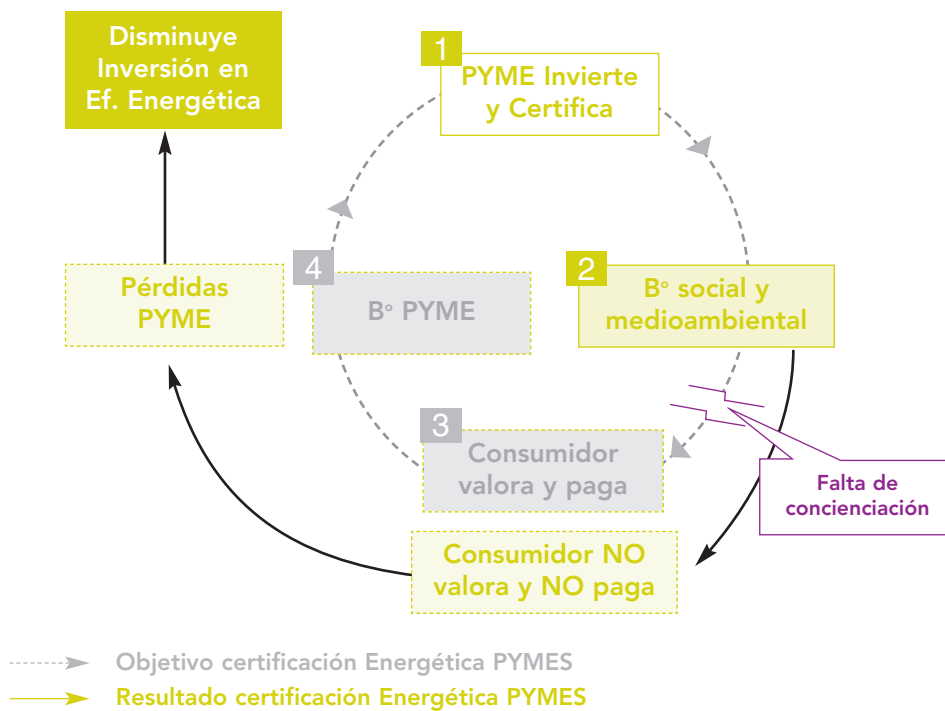 Disminuye
Inversión en
Ef. Energética
1
PYME Invierte
y Certifica
2
Bº social y
medioambiental
4
Bº PYME
Pérdidas
PYME
3
Consumidor
valora y paga
Falta de
concienciación
Consumidor NO
valora y NO paga
Objetivo certificación Energética PYMES
Resultado certificación Energética PYMES